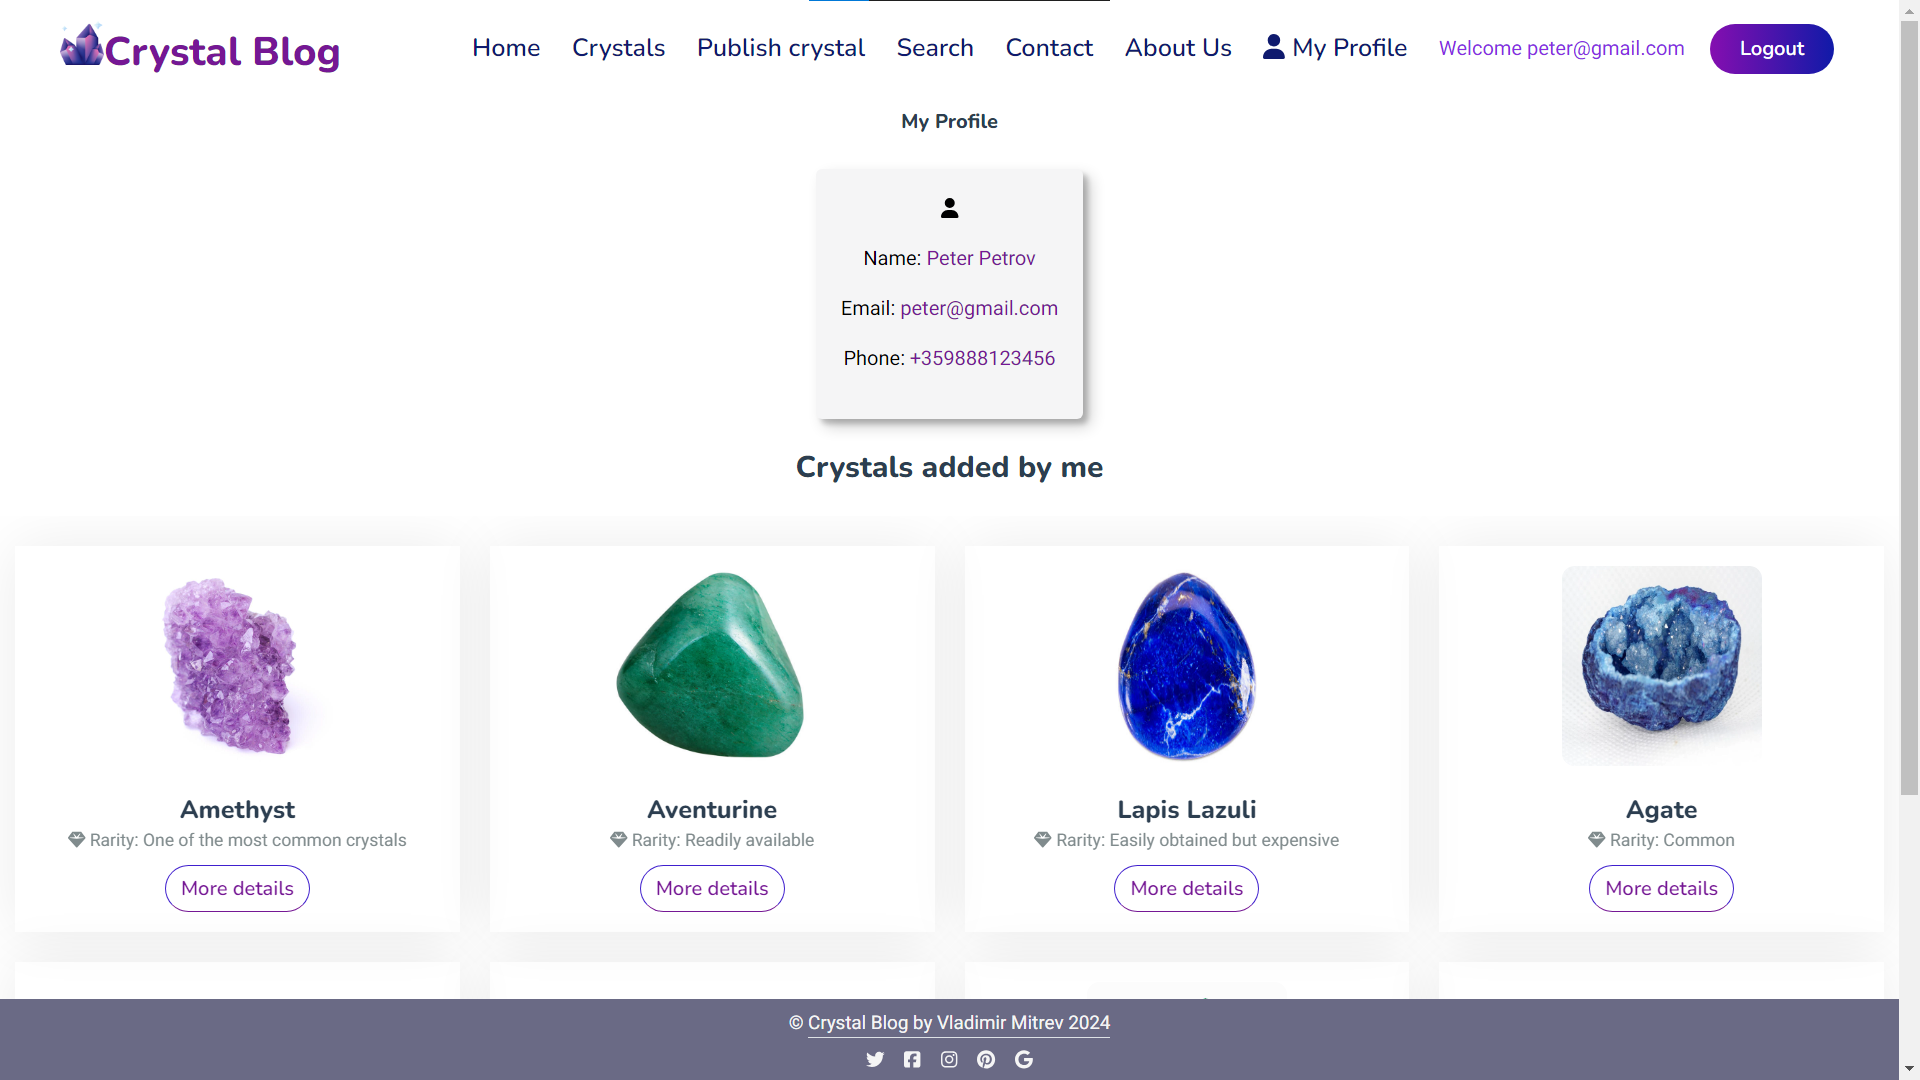 Crystal Blog
Home Crystals Publish crystal Search Contact About Us My Profile Welcome peter@gmail.com Logout
My Profile
Name: Peter Petrov
Email: peter@gmail.com
Phone: +359888123456
Crystals added by me
Amethyst
Rarity: One of the most common crystals
More details
Aventurine
Rarity: Readily available
More details
Lapis Lazuli
Rarity: Easily obtained but expensive
More details
Agate
Rarity: Common
More details
© Crystal Blog by Vladimir Mitrev 2024